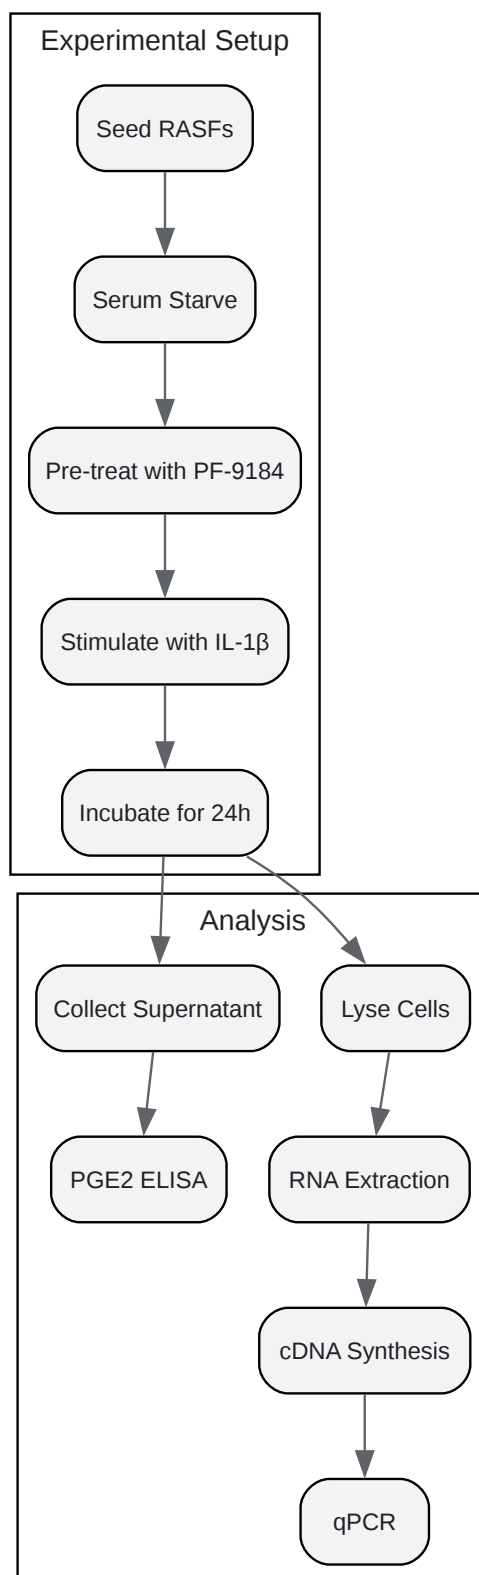 Experimental Setup
Seed RASFs
Serum Starve
Pre-treat with PF-9184
Stimulate with IL-1β
Incubate for 24h
Analysis
Collect Supernatant
Lyse Cells
PGE2 ELISA
RNA Extraction
cDNA Synthesis
qPCR